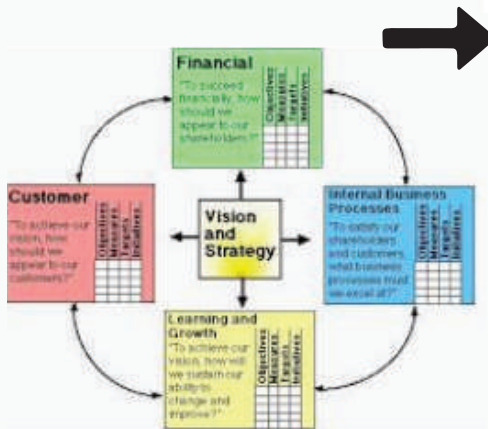 Financial
"To succeed
financially, how
should we
appear to our
shareholders?"
Objectives
Measures
Targets
Initiatives
Customer
"To achieve our
vision, how
should we
appear to our
customers?"
Objectives
Measures
Targets
Initiatives
Vision
and
Strategy
Internal Business
Processes
"To satisfy our
shareholders
and customers,
what business
processes must
we excel at?"
Objectives
Measures
Targets
Initiatives
Learning and
Growth
"To achieve our
vision, how will
we sustain our
ability to
change and
improve?"
Objectives
Measures
Targets
Initiatives